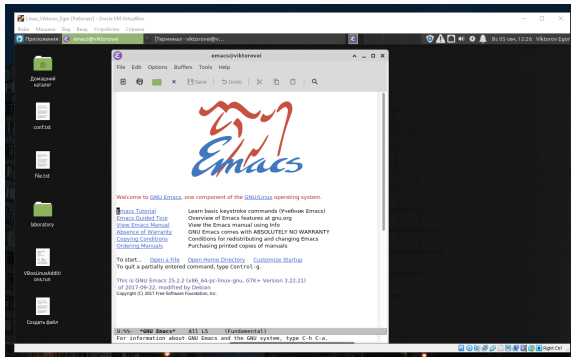 Linux_Viktorov_Egor [Работает] - Oracle VM VirtualBox
Файл Машина Вид Ввод Устройства Справка
Приложения emacs@viktorovei [Терминал - viktorovei@v... Вс 05 сен, 12:26 Viktorov Egor
emacs@viktorovei
File Edit Options Buffers Tools Help
Save Undo
Домашний каталог
conf.txt
file.txt
laboratory
VBoxLinuxAdditions.run
Создать файл
Emacs
Welcome to GNU Emacs, one component of the GNU/Linux operating system.
Emacs Tutorial Learn basic keystroke commands (Учебник Emacs)
Emacs Guided Tour Overview of Emacs features at gnu.org
View Emacs Manual View the Emacs manual using Info
Absence of Warranty GNU Emacs comes with ABSOLUTELY NO WARRANTY
Copying Conditions Conditions for redistributing and changing Emacs
Ordering Manuals Purchasing printed copies of manuals
To start... Open a File Open Home Directory Customize Startup
To quit a partially entered command, type Control-g.
This is GNU Emacs 25.2.2 (x86_64-pc-linux-gnu, GTK+ Version 3.22.21)
of 2017-09-22, modified by Debian
Copyright (C) 2017 Free Software Foundation, Inc.
U:%%- *GNU Emacs* All L5 (Fundamental)
For information about GNU Emacs and the GNU system, type C-h C-a.
Right Ctrl